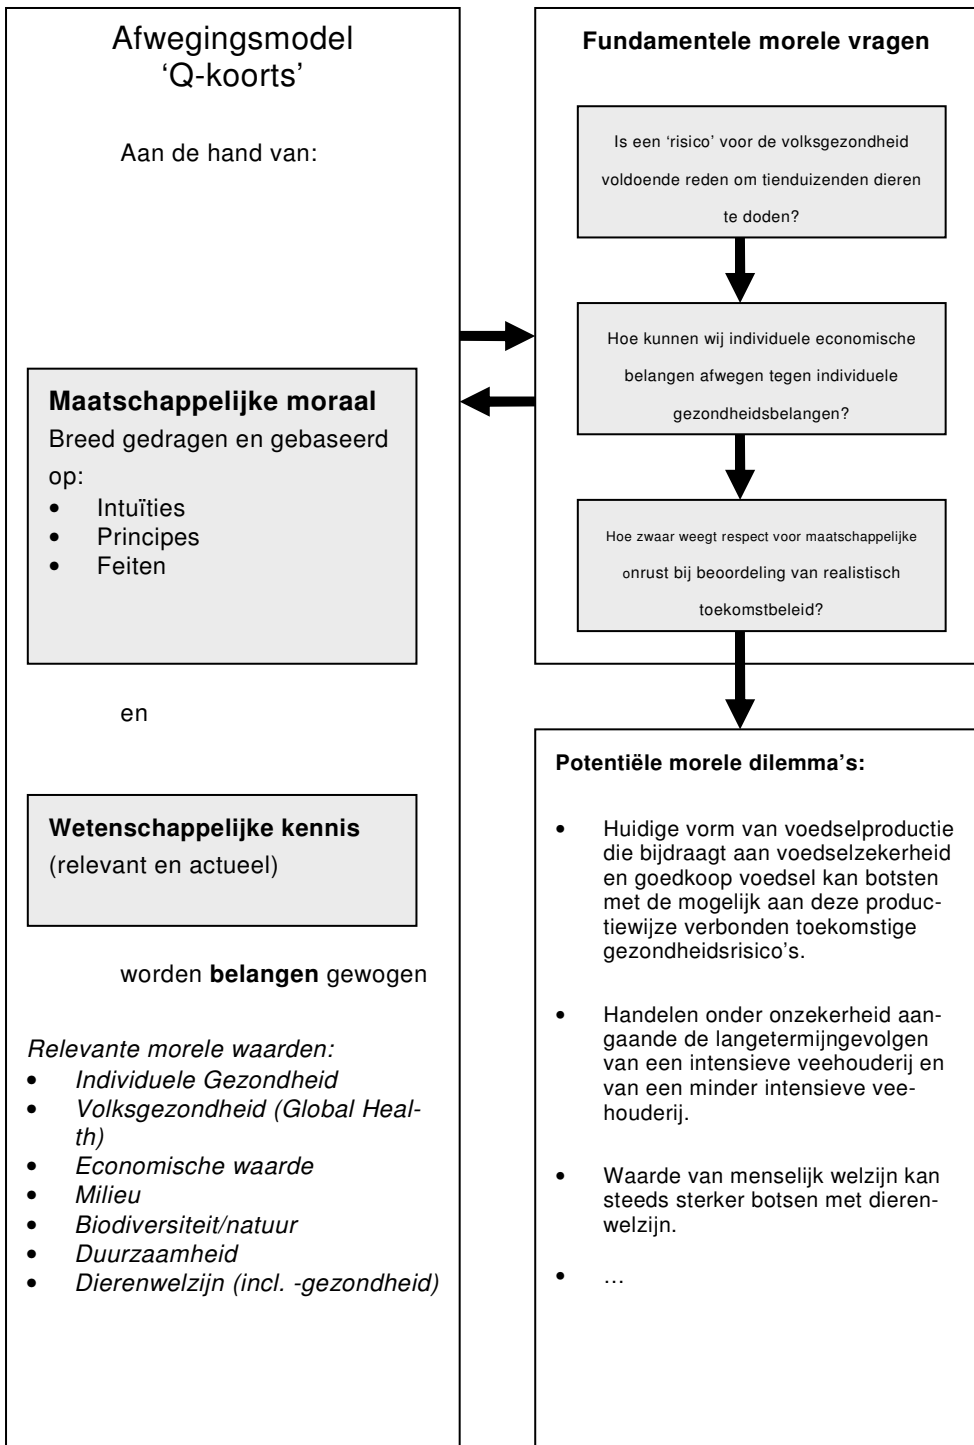 Afwegingsmodel
‘Q-koorts’
Aan de hand van:
Maatschappelijke moraal
Breed gedragen en gebaseerd
op:
• Intuïties
• Principes
• Feiten
en
Wetenschappelijke kennis
(relevant en actueel)
worden belangen gewogen
Relevante morele waarden:
• Individuele Gezondheid
• Volksgezondheid (Global Heal-
th)
• Economische waarde
• Milieu
• Biodiversiteit/natuur
• Duurzaamheid
• Dierenwelzijn (incl. -gezondheid)
Fundamentele morele vragen
Is een ‘risico’ voor de volksgezondheid
voldoende reden om tienduizenden dieren
te doden?
Hoe kunnen wij individuele economische
belangen afwegen tegen individuele
gezondheidsbelangen?
Hoe zwaar weegt respect voor maatschappelijke
onrust bij beoordeling van realistisch
toekomstbeleid?
Potentiële morele dilemma’s:
• Huidige vorm van voedselproductie
die bijdraagt aan voedselzekerheid
en goedkoop voedsel kan botsten
met de mogelijk aan deze produc-
tiewijze verbonden toekomstige
gezondheidsrisico’s.
• Handelen onder onzekerheid aan-
gaande de langetermijngevolgen
van een intensieve veehouderij en
van een minder intensieve vee-
houderij.
• Waarde van menselijk welzijn kan
steeds sterker botsen met dieren-
welzijn.
• …